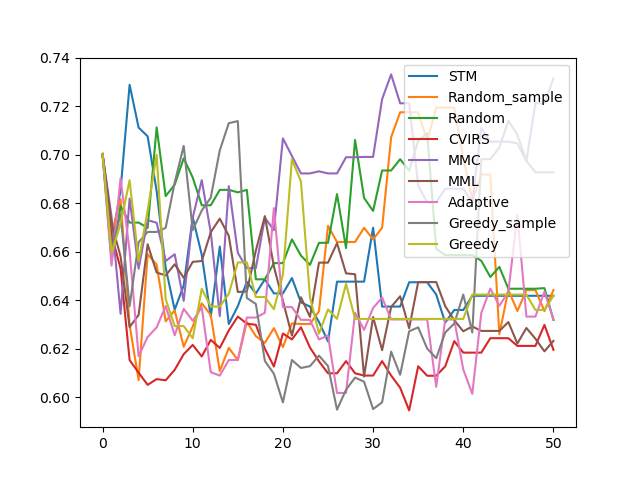 0.74
0.72
0.70
0.68
0.66
0.64
0.62
0.60
0
10
20
30
40
50
STM
Random_sample
Random
CVIRS
MMC
MML
Adaptive
Greedy_sample
Greedy